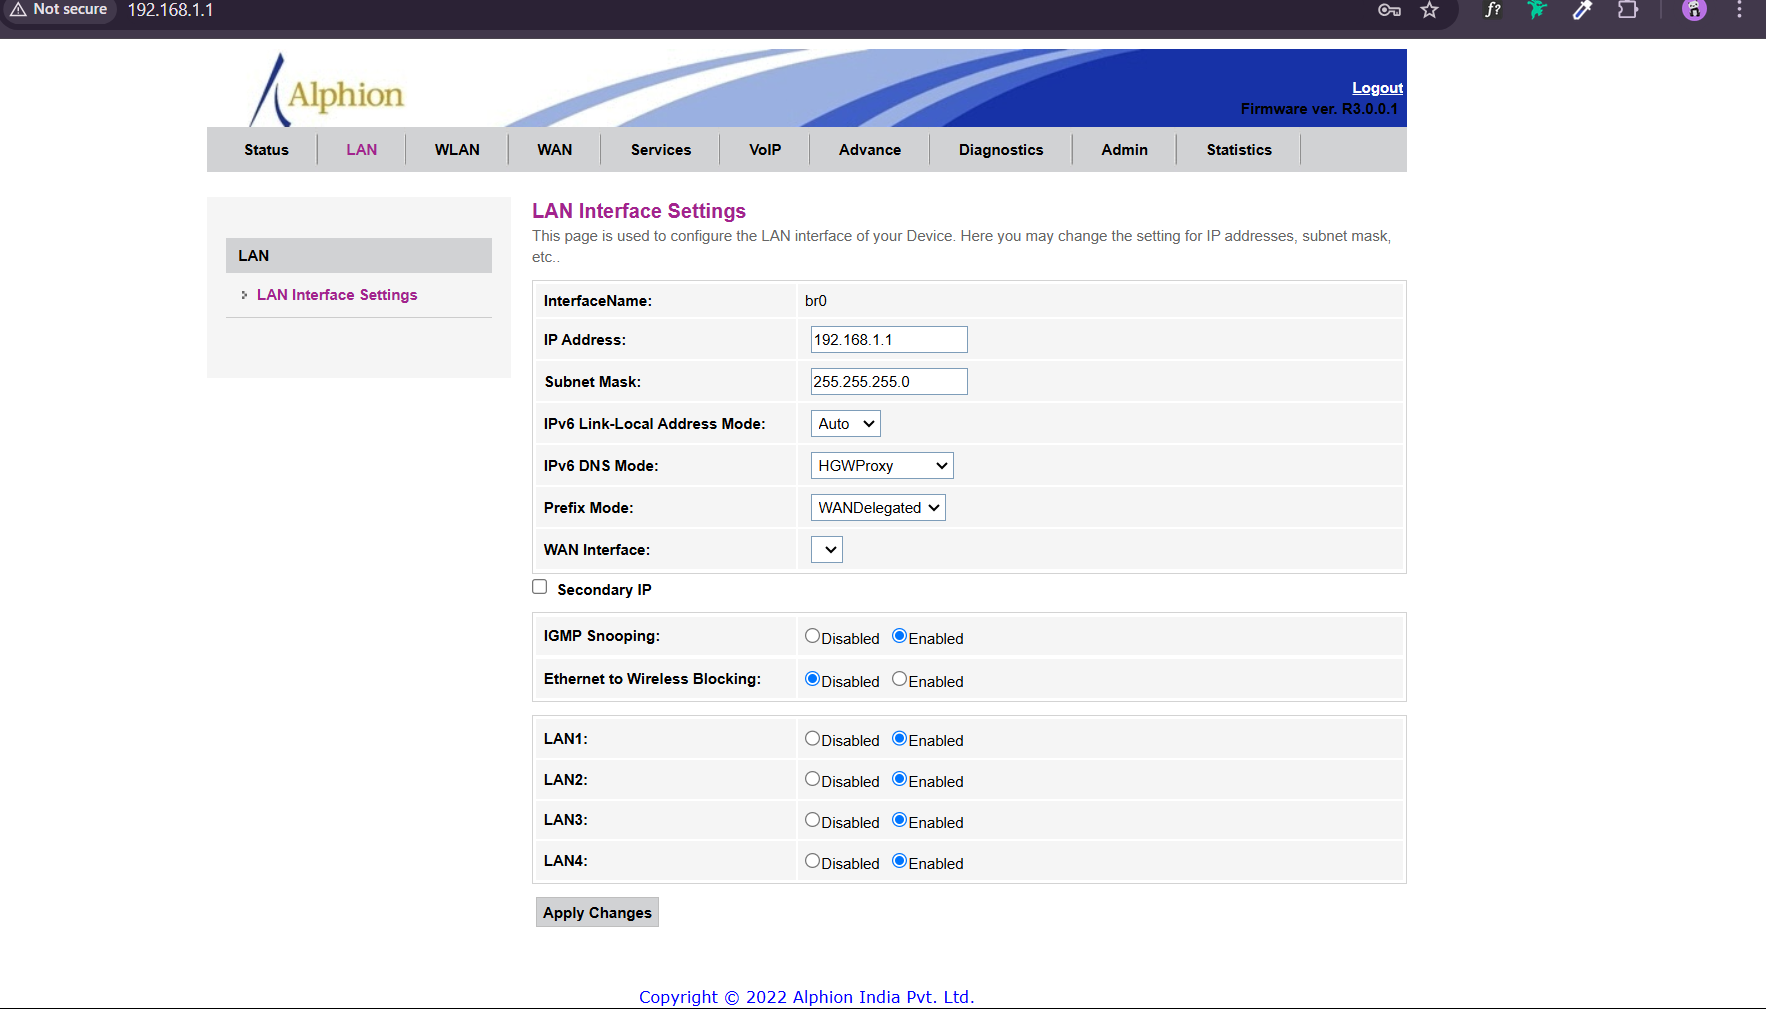 Not secure 192.168.1.1
f?
Alphion
Logout
Firmware ver. R3.0.0.1
Status LAN WLAN WAN Services VoIP Advance Diagnostics Admin Statistics
LAN
LAN Interface Settings
LAN Interface Settings
This page is used to configure the LAN interface of your Device. Here you may change the setting for IP addresses, subnet mask,
etc..
InterfaceName: br0
IP Address: 192.168.1.1
Subnet Mask: 255.255.255.0
IPv6 Link-Local Address Mode: Auto
IPv6 DNS Mode: HGWProxy
Prefix Mode: WANDelegated
WAN Interface:
Secondary IP
IGMP Snooping: Disabled Enabled
Ethernet to Wireless Blocking: Disabled Enabled
LAN1: Disabled Enabled
LAN2: Disabled Enabled
LAN3: Disabled Enabled
LAN4: Disabled Enabled
Apply Changes
Copyright © 2022 Alphion India Pvt. Ltd.